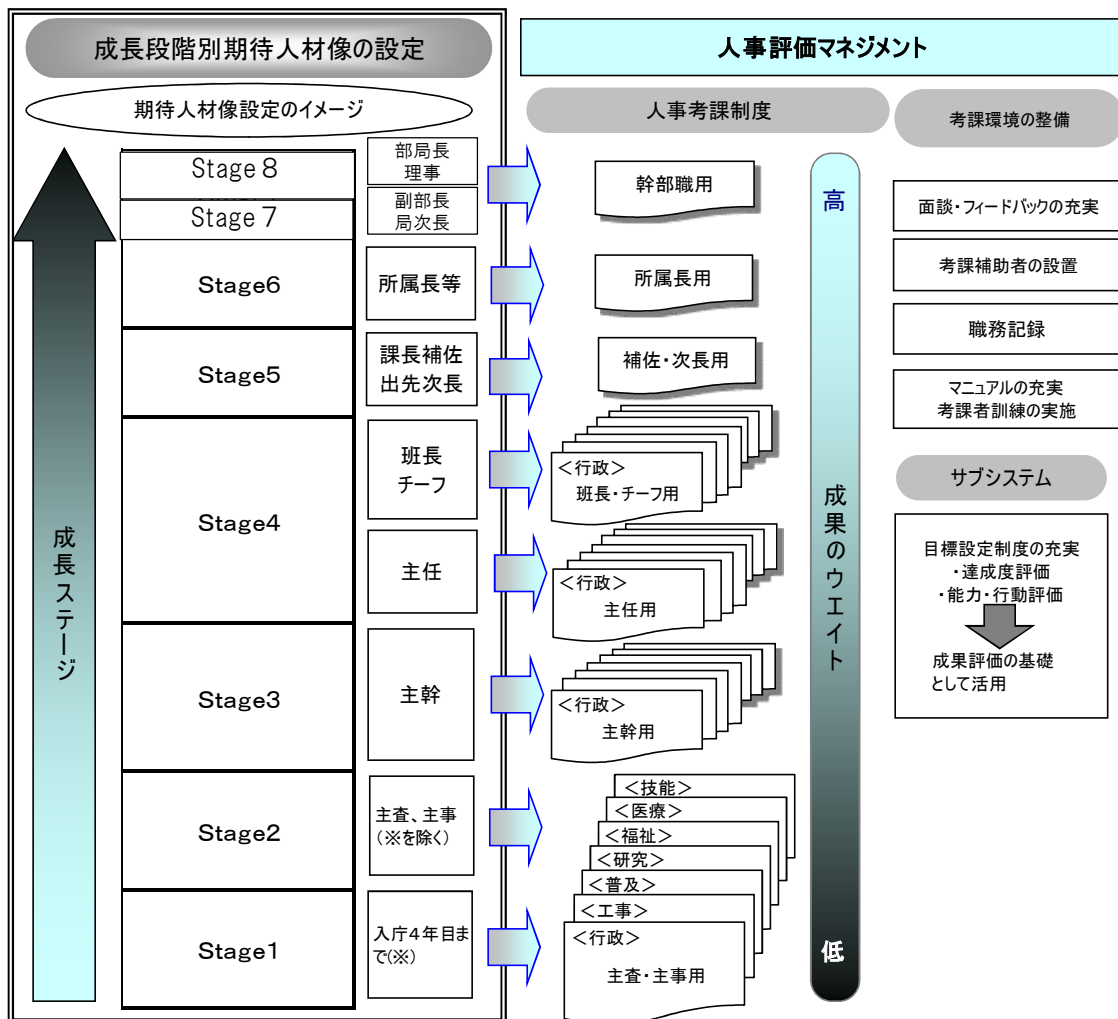 成長段階別期待人材像の設定
期待人材像設定のイメージ
成長ステージ
Stage 8
部局長
理事
Stage 7
副部長
局次長
Stage6
所属長等
Stage5
課長補佐
出先次長
Stage4
班長
チーフ
主任
Stage3
主幹
Stage2
主査、主事
(※を除く)
Stage1
入庁4年目ま
で(※)
人事評価マネジメント
人事考課制度
幹部職用
所属長用
補佐・次長用
<行政>
班長・チーフ用
<行政>
主任用
<行政>
主幹用
<技能>
<医療>
<福祉>
<研究>
<普及>
<工事>
<行政>
主査・主事用
高
成果のウエイト
低
考課環境の整備
面談・フィードバックの充実
考課補助者の設置
職務記録
マニュアルの充実
考課者訓練の実施
サブシステム
目標設定制度の充実
・達成度評価
・能力・行動評価
成果評価の基礎
として活用